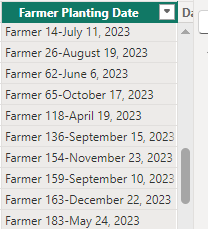 Farmer Planting Date Da
Farmer 14-July 11, 2023
Farmer 26-August 19, 2023
Farmer 62-June 6, 2023
Farmer 65-October 17, 2023
Farmer 118-April 19, 2023
Farmer 136-September 15, 2023
Farmer 154-November 23, 2023
Farmer 159-September 10, 2023
Farmer 163-December 22, 2023
Farmer 183-May 24, 2023